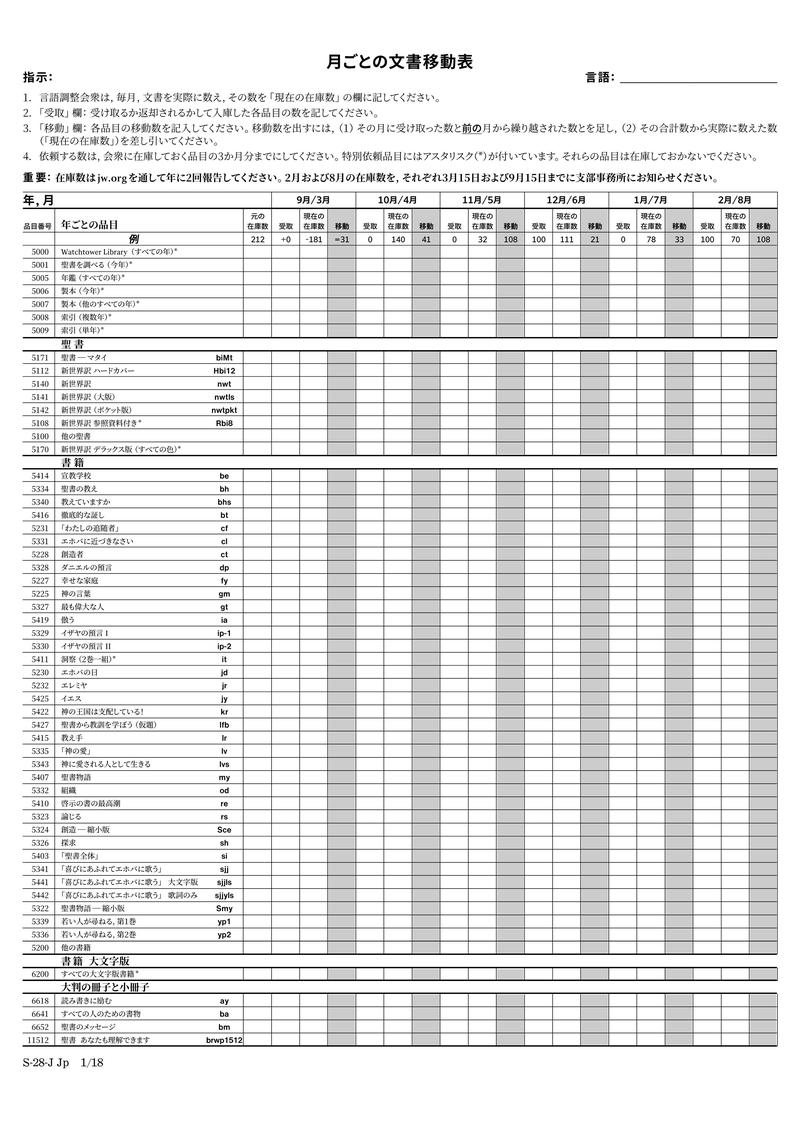 月ごとの文書移動表
指示： 言語：
1. 言語調整会衆は，毎月，文書を実際に数え，その数を「現在の在庫数」の欄に記してください。
2. 「受取」欄：受け取るか返却されるかして入庫した各品目の数を記してください。
3. 「移動」欄：各品目の移動数を記入してください。移動数を出すには，（1）その月に受け取った数と前の月から繰り越された数とを足し，（2）その合計数から実際に数えた数
（「現在の在庫数」）を差し引いてください。
4. 依頼する数は，会衆に在庫しておく品目の3か月分までにしてください。特別依頼品目にはアスタリスク（*）が付いています。それらの品目は在庫しておかないでください。
重要：在庫数はjw.orgを通して年に2回報告してください。2月および8月の在庫数を，それぞれ3月15日および9月15日までに支部事務所にお知らせください。
年，月 9月/3月 10月/4月 11月/5月 12月/6月 1月/7月 2月/8月
品目番号 年ごとの品目 元の在庫数 受取 現在の在庫数 移動 受取 現在の在庫数 移動 受取 現在の在庫数 移動 受取 現在の在庫数 移動 受取 現在の在庫数 移動 受取 現在の在庫数 移動
例 212 +0 -181 =31 0 140 41 0 32 108 100 111 21 0 78 33 100 70 108
5000 Watchtower Library（すべての年）*
5001 聖書を調べる（今年）*
5005 年鑑（すべての年）*
5006 製本（今年）*
5007 製本（他のすべての年）*
5008 索引（複数年）*
5009 索引（単年）*
聖書
5171 聖書 ― マタイ biMt
5112 新世界訳 ハードカバー Hbi12
5140 新世界訳 nwt
5141 新世界訳（大版） nwtls
5142 新世界訳（ポケット版） nwtpkt
5108 新世界訳 参照資料付き* Rbi8
5100 他の聖書
5170 新世界訳 デラックス版（すべての色）*
書籍
5414 宣教学校 be
5334 聖書の教え bh
5340 教えていますか bhs
5416 徹底的な証し bt
5231 「わたしの追随者」 cf
5331 エホバに近づきなさい cl
5228 創造者 ct
5328 ダニエルの預言 dp
5227 幸せな家庭 fy
5225 神の言葉 gm
5327 最も偉大な人 gt
5419 倣う ia
5329 イザヤの預言 I ip-1
5330 イザヤの預言 II ip-2
5411 洞察（2巻一組）* it
5230 エホバの日 jd
5232 エレミヤ jr
5425 イエス jy
5422 神の王国は支配している！ kr
5427 聖書から教訓を学ぼう（仮題） lfb
5415 教え手 lr
5335 「神の愛」 lv
5343 神に愛される人として生きる lvs
5407 聖書物語 my
5332 組織 od
5410 啓示の書の最高潮 re
5323 論じる rs
5324 創造 ― 縮小版 Sce
5326 探求 sh
5403 「聖書全体」 si
5341 「喜びにあふれてエホバに歌う」 sjj
5441 「喜びにあふれてエホバに歌う」 大文字版 sjjls
5442 「喜びにあふれてエホバに歌う」 歌詞のみ sjjyls
5322 聖書物語 ― 縮小版 Smy
5339 若い人が尋ねる，第1巻 yp1
5336 若い人が尋ねる，第2巻 yp2
5200 他の書籍
書籍 大文字版
6200 すべての大文字版書籍*
大判の冊子と小冊子
6618 読み書きに励む ay
6641 すべての人のための書物 ba
6652 聖書のメッセージ bm
11512 聖書 あなたも理解できます brwp1512
S-28-J Jp 1/18